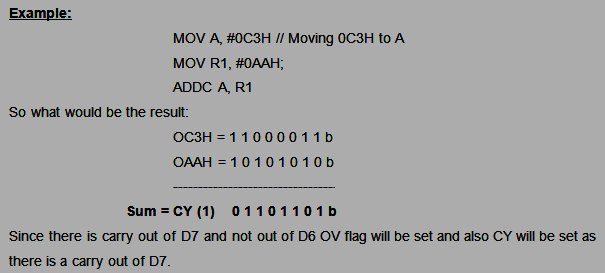 Example:
MOV A, #0C3H // Moving 0C3H to A
MOV R1, #0AAH;
ADDC A, R1
So what would be the result:
OC3H = 1 1 0 0 0 0 1 1 b
OAAH = 1 0 1 0 1 0 1 0 b
----------------------------------
Sum = CY (1) 0 1 1 0 1 1 0 1 b
Since there is carry out of D7 and not out of D6 OV flag will be set and also CY will be set as
there is a carry out of D7.